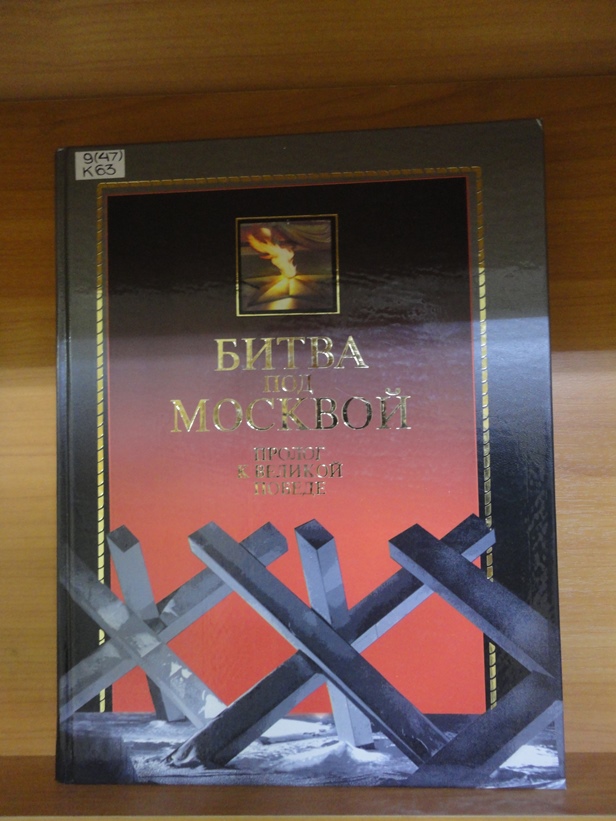 9(47)
К63
БИТВА
ПОД
МОСКВОЙ
ПРОЛОГ
К ВЕЛИКОЙ
ПОБЕДЕ